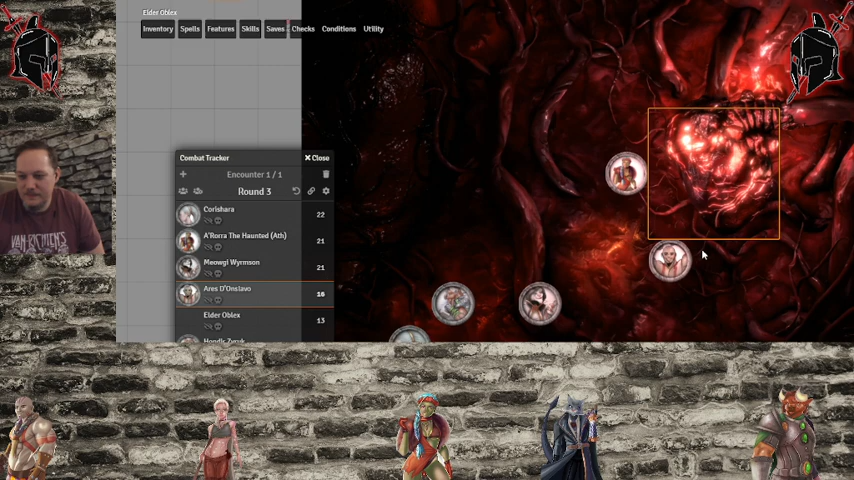 Elder Oblex
Inventory Spells Features Skills Saves Checks Conditions Utility
Combat Tracker Close
Encounter 1 / 1
Round 3
Corishara 22
A'Rorra The Haunted (Ath) 21
Meowgi Wyrmson 21
Ares D'Onslavo 16
Elder Oblex 13